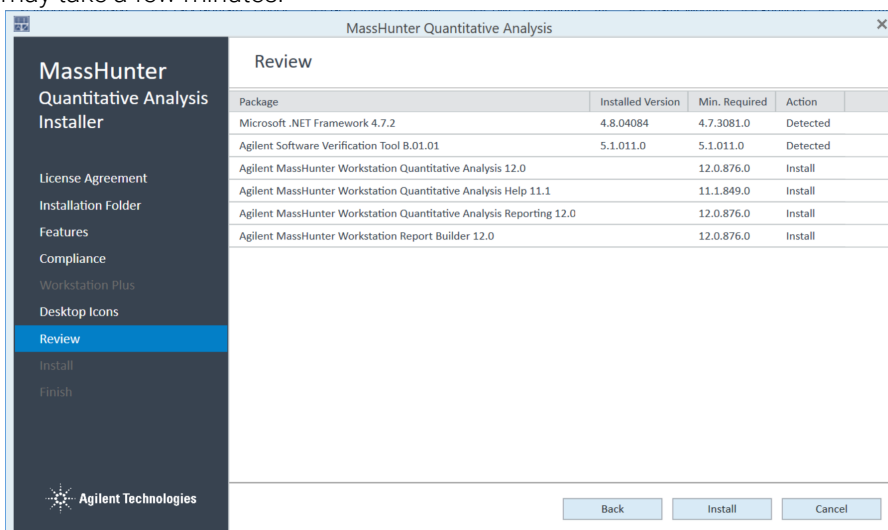 may take a few minutes.
MassHunter Quantitative Analysis
MassHunter
Quantitative Analysis
Installer
License Agreement
Installation Folder
Features
Compliance
Workstation Plus
Desktop Icons
Review
Install
Finish
Agilent Technologies
Review
Package Installed Version Min. Required Action
Microsoft .NET Framework 4.7.2 4.8.04084 4.7.3081.0 Detected
Agilent Software Verification Tool B.01.01 5.1.011.0 5.1.011.0 Detected
Agilent MassHunter Workstation Quantitative Analysis 12.0 12.0.876.0 Install
Agilent MassHunter Workstation Quantitative Analysis Help 11.1 11.1.849.0 Install
Agilent MassHunter Workstation Quantitative Analysis Reporting 12.0 12.0.876.0 Install
Agilent MassHunter Workstation Report Builder 12.0 12.0.876.0 Install
Back Install Cancel